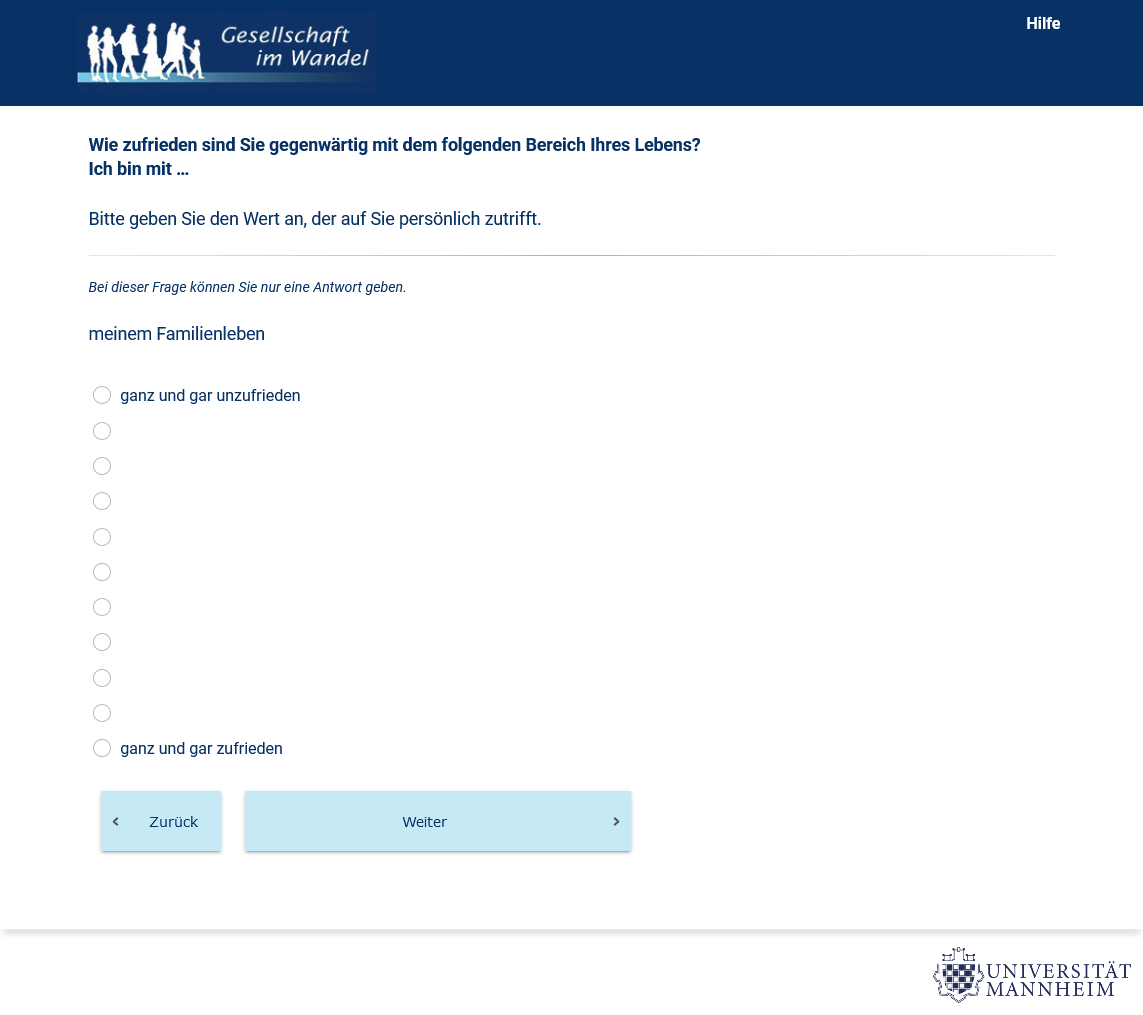 Gesellschaft
im Wandel
Hilfe
Wie zufrieden sind Sie gegenwärtig mit dem folgenden Bereich Ihres Lebens?
Ich bin mit …
Bitte geben Sie den Wert an, der auf Sie persönlich zutrifft.
Bei dieser Frage können Sie nur eine Antwort geben.
meinem Familienleben
ganz und gar unzufrieden
ganz und gar zufrieden
Zurück
Weiter
UNIVERSITÄT
MANNHEIM